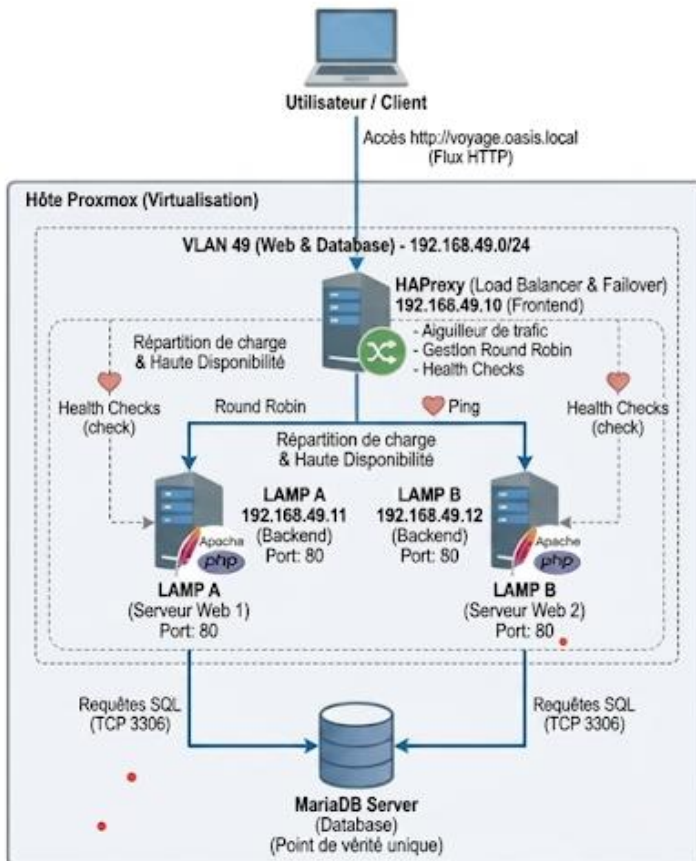 Utilisateur / Client
Accès http://voyage.oasis.local
(Flux HTTP)
Hôte Proxmox (Virtualisation)
VLAN 49 (Web & Database) - 192.168.49.0/24
HAPrexy (Load Balancer & Failover)
192.168.49.10 (Frontend)
- Aiguilleur de trafic
- Gestlon Round Robin
- Health Checks
Répartition de charge
& Haute Disponibilité
Health Checks
(check)
Health Checks
(check)
Round Robin
Ping
Répartition de charge
& Haute Disponibilité
LAMP A
192.168.49.11
(Backend)
Port: 80
LAMP B
192.168.49.12
(Backend)
Port: 80
Apocha
php
Apache
php
LAMP A
(Serveur Web 1)
Port: 80
LAMP B
(Serveur Web 2)
Port: 80
Requêtes SQL
(TCP 3306)
Requêtes SQL
(TCP 3306)
MariaDB Server
(Database)
(Point de vérité unique)